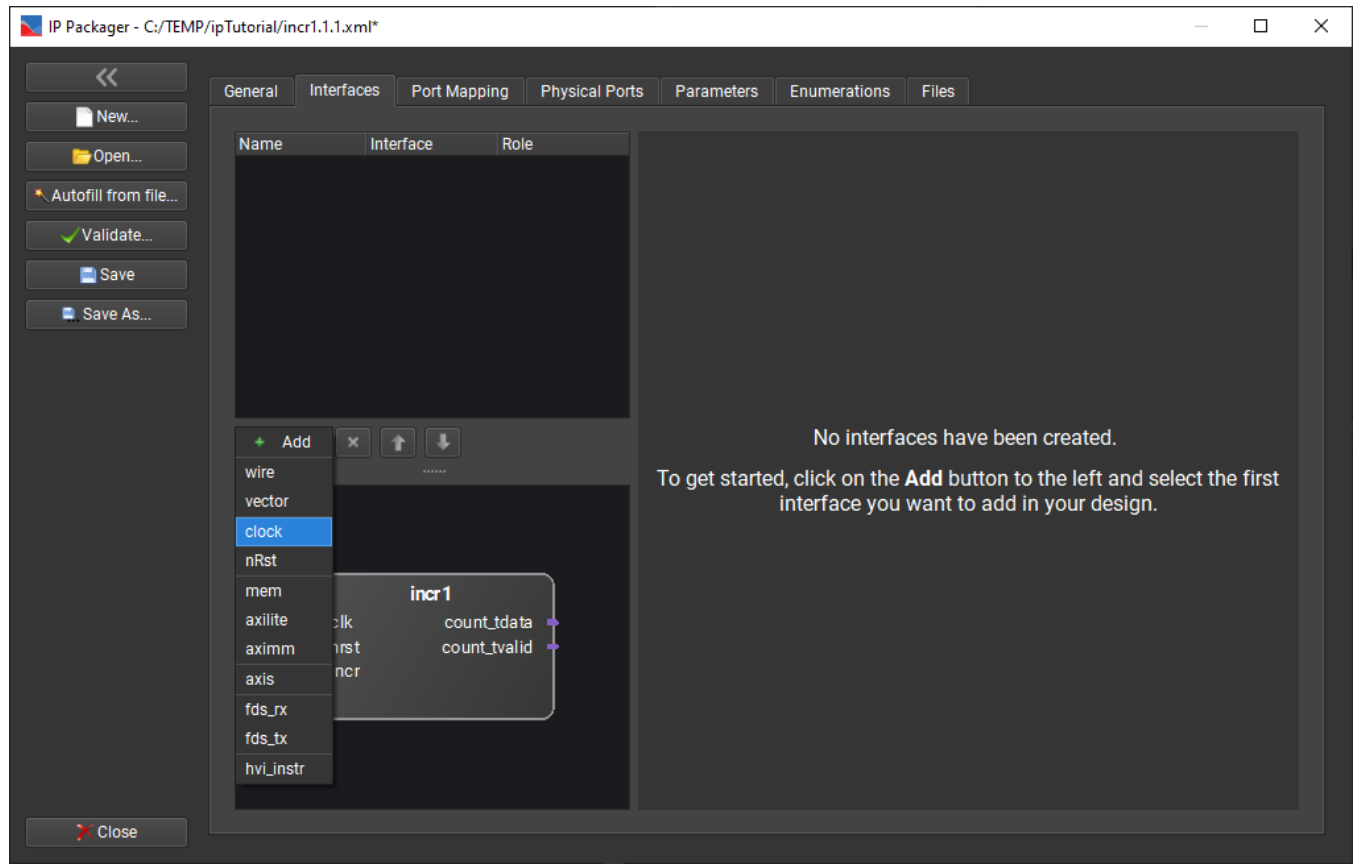 IP Packager - C:/TEMP/ipTutorial/incr1.1.1.xml*
New...
Open...
Autofill from file...
Validate...
Save
Save As...
Close
General Interfaces Port Mapping Physical Ports Parameters Enumerations Files
Name Interface Role
Add
wire
vector
clock
nRst
mem
axilite
aximm
axis
fds_rx
fds_tx
hvi_instr
incr1
clk count_tdata
nrst count_tvalid
ncr
No interfaces have been created.
To get started, click on the Add button to the left and select the first
interface you want to add in your design.